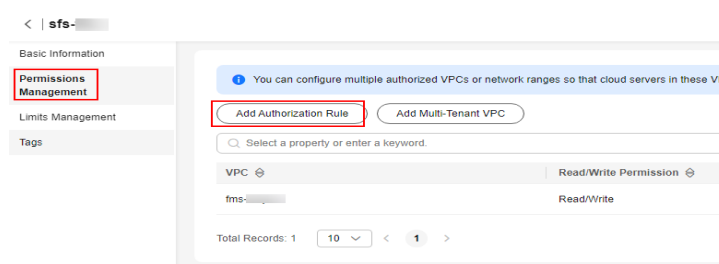 < | sfs-
Basic Information
Permissions
Management
Limits Management
Tags
You can configure multiple authorized VPCs or network ranges so that cloud servers in these V
Add Authorization Rule Add Multi-Tenant VPC
Select a property or enter a keyword.
VPC Read/Write Permission
fms- Read/Write
Total Records: 1 10 < 1 >